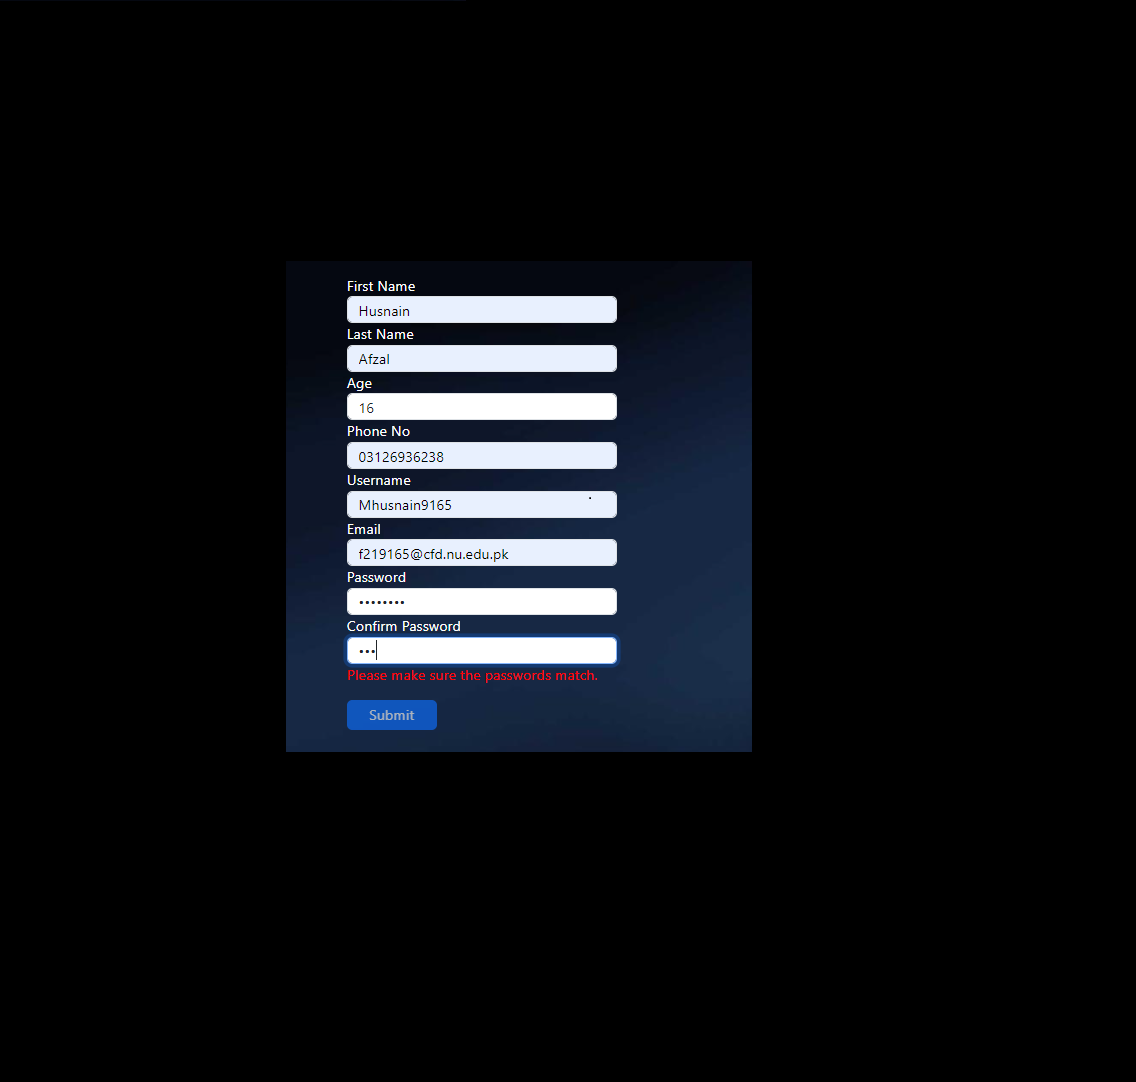 First Name
Husnain
Last Name
Afzal
Age
16
Phone No
03126936238
Username
Mhusnain9165
Email
f219165@cfd.nu.edu.pk
Password
••••••••
Confirm Password
•••
Please make sure the passwords match.
Submit